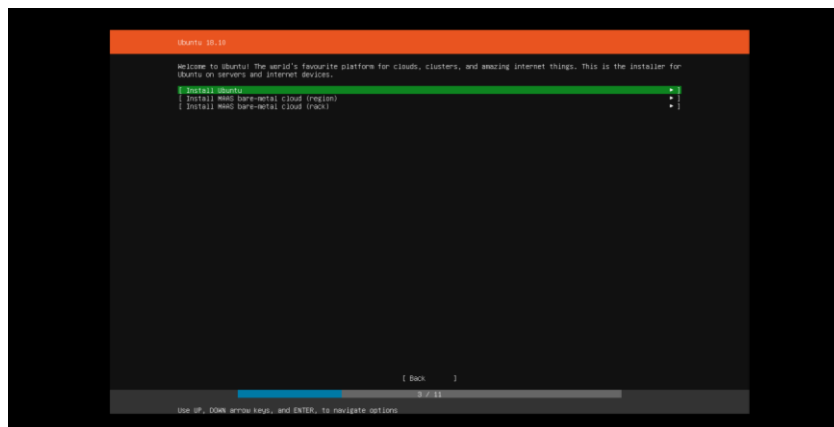 Ubuntu 18.10
Welcome to Ubuntu! The world's favourite platform for clouds, clusters, and amazing internet things. This is the installer for
Ubuntu on servers and internet devices.
[ Install Ubuntu ▸ ]
[ Install MAAS bare-metal cloud (region) ▸ ]
[ Install MAAS bare-metal cloud (rack) ▸ ]
[ Back ]
3 / 11
Use UP, DOWN arrow keys, and ENTER, to navigate options